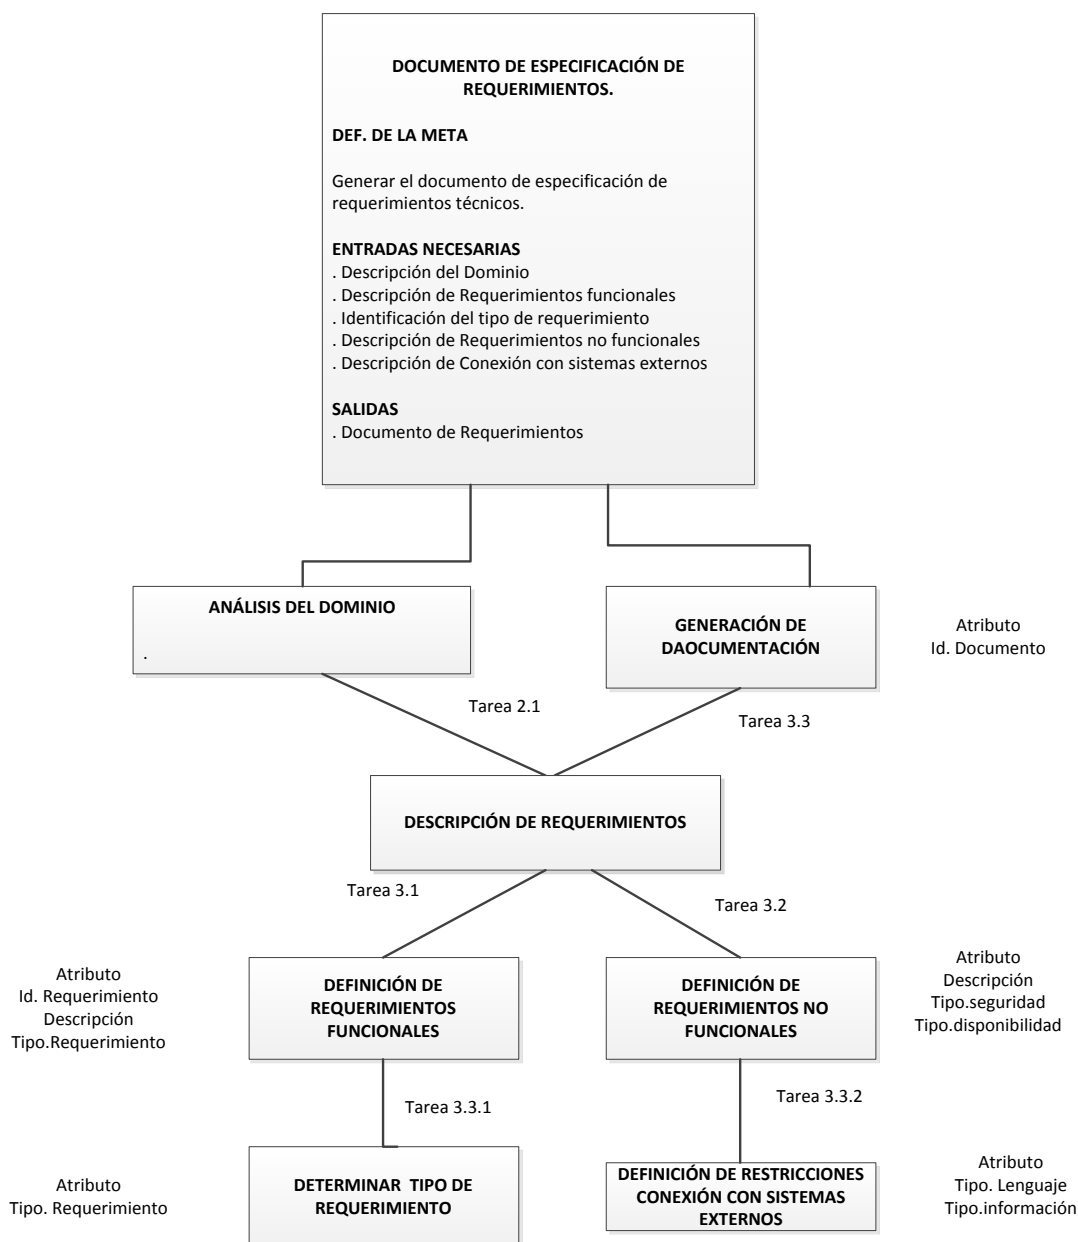 DOCUMENTO DE ESPECIFICACIÓN DE
REQUERIMIENTOS.
DEF. DE LA META
Generar el documento de especificación de
requerimientos técnicos.
ENTRADAS NECESARIAS
. Descripción del Dominio
. Descripción de Requerimientos funcionales
. Identificación del tipo de requerimiento
. Descripción de Requerimientos no funcionales
. Descripción de Conexión con sistemas externos
SALIDAS
. Documento de Requerimientos
ANÁLISIS DEL DOMINIO
.
GENERACIÓN DE
DAOCUMENTACIÓN
Atributo
Id. Documento
Tarea 2.1
Tarea 3.3
DESCRIPCIÓN DE REQUERIMIENTOS
Tarea 3.1
Tarea 3.2
Atributo
Id. Requerimiento
Descripción
Tipo.Requerimiento
DEFINICIÓN DE
REQUERIMIENTOS
FUNCIONALES
DEFINICIÓN DE
REQUERIMIENTOS NO
FUNCIONALES
Atributo
Descripción
Tipo.seguridad
Tipo.disponibilidad
Tarea 3.3.1
Tarea 3.3.2
Atributo
Tipo. Requerimiento
DETERMINAR TIPO DE
REQUERIMIENTO
DEFINICIÓN DE RESTRICCIONES
CONEXIÓN CON SISTEMAS
EXTERNOS
Atributo
Tipo. Lenguaje
Tipo.información